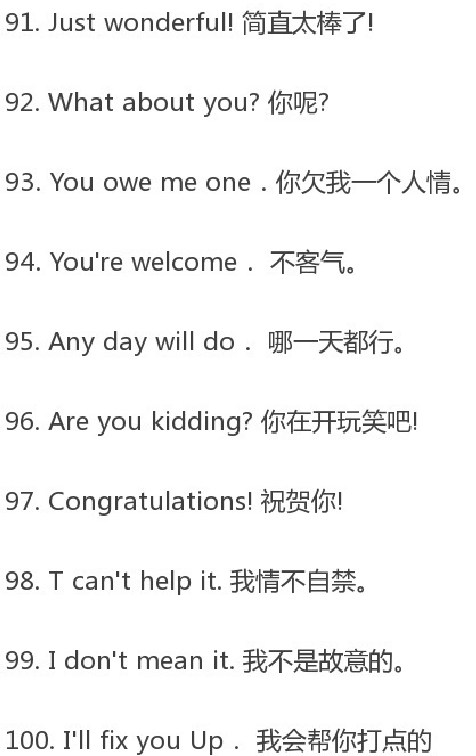 91. Just wonderful! 简直太棒了!
92. What about you? 你呢?
93. You owe me one . 你欠我一个人情。
94. You're welcome . 不客气。
95. Any day will do . 哪一天都行。
96. Are you kidding? 你在开玩笑吧!
97. Congratulations! 祝贺你!
98. T can't help it. 我情不自禁。
99. I don't mean it. 我不是故意的。
100. I'll fix you Up . 我会帮你打点的